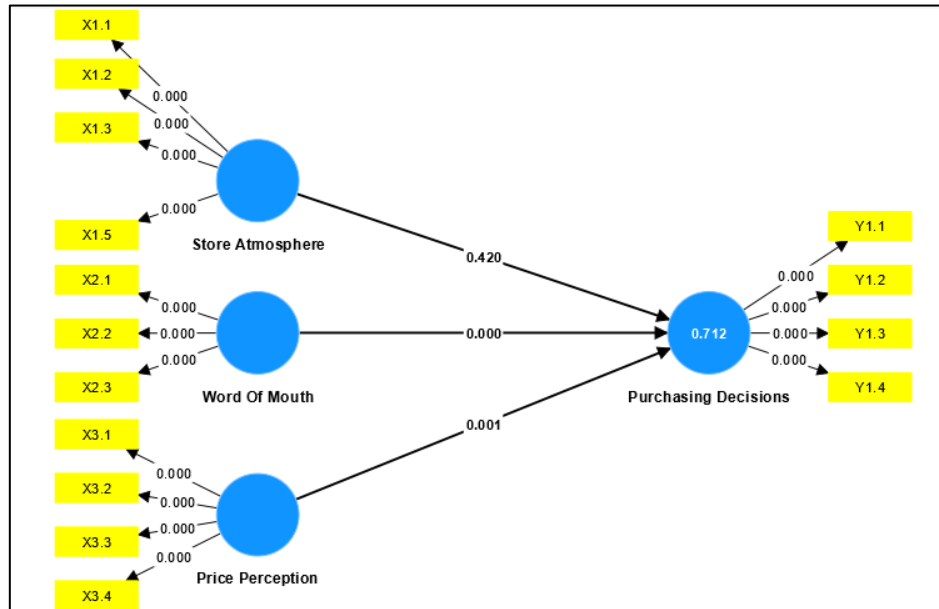 X1.1
X1.2
X1.3
X1.5
0.000
0.000
0.000
0.000
Store Atmosphere
X2.1
X2.2
X2.3
0.000
0.000
0.000
Word Of Mouth
X3.1
X3.2
X3.3
X3.4
0.000
0.000
0.000
0.000
Price Perception
0.420
0.000
0.001
0.712
Purchasing Decisions
0.000
0.000
0.000
0.000
Y1.1
Y1.2
Y1.3
Y1.4